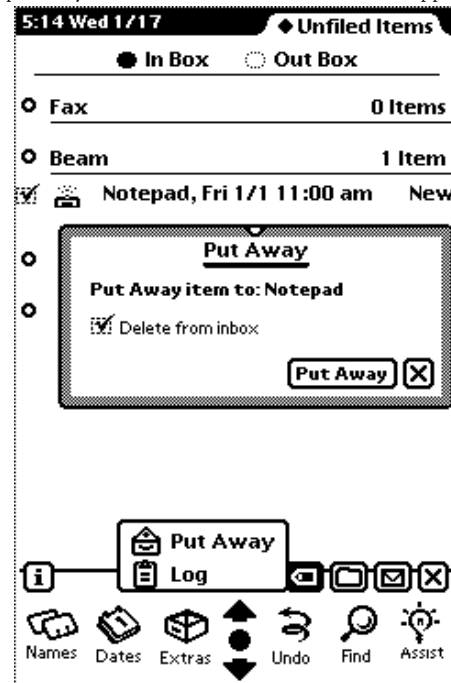 5:14 Wed 1/17 ◆Unfiled Items
In Box Out Box
Fax 0 Items
Beam 1 Item
Notepad, Fri 1/1 11:00 am New
Put Away
Put Away item to: Notepad
Delete from inbox
Put Away
Put Away
Log
Names Dates Extras Undo Find Assist